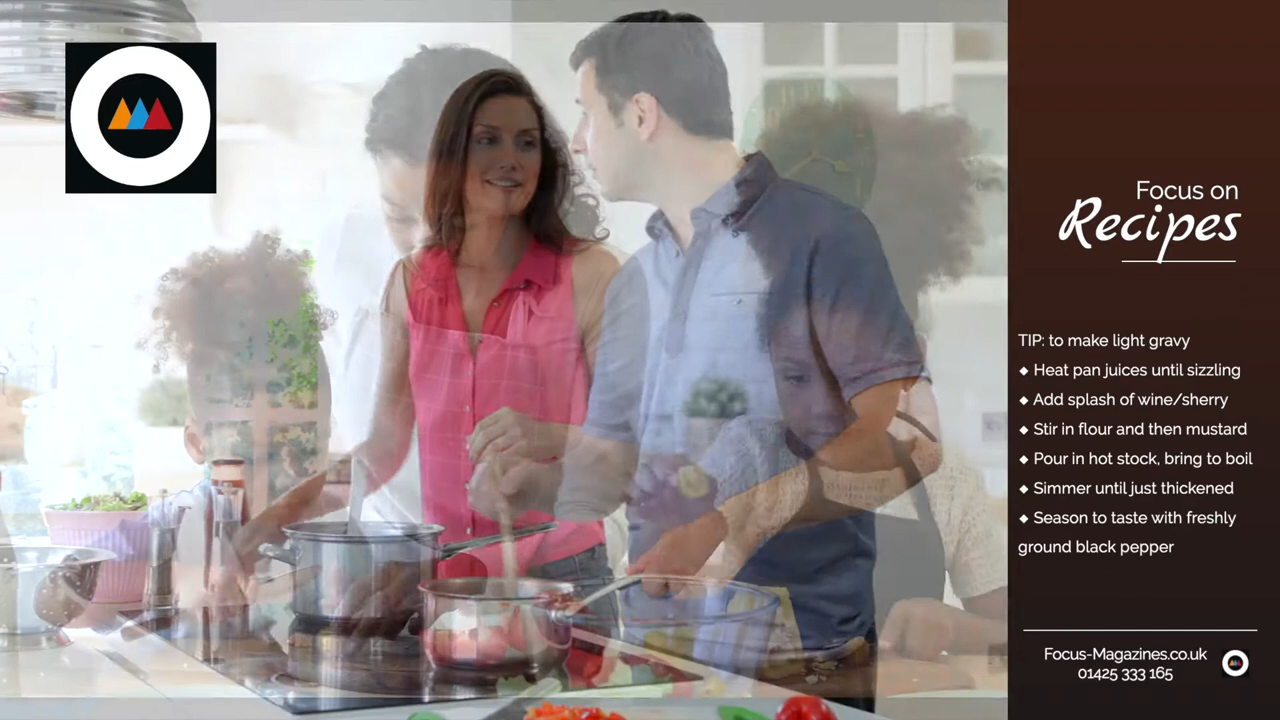 Focus on
Recipes
TIP: to make light gravy
◆ Heat pan juices until sizzling
◆ Add splash of wine/sherry
◆ Stir in flour and then mustard
◆ Pour in hot stock, bring to boil
◆ Simmer until just thickened
◆ Season to taste with freshly
ground black pepper
Focus-Magazines.co.uk
01425 333 165